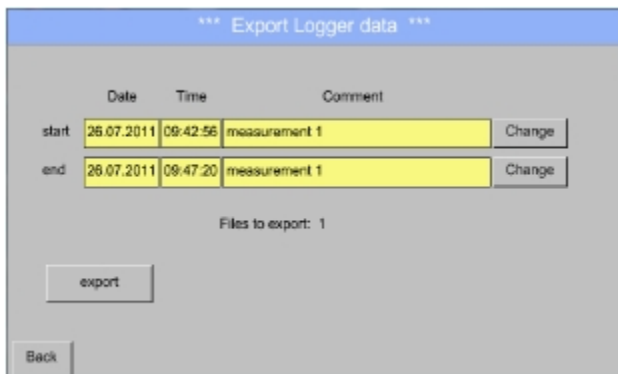 *** Export Logger data ***
Date Time Comment
start 26.07.2011 09:42:56 measurement 1 Change
end 26.07.2011 09:47:20 measurement 1 Change
Files to export: 1
export
Back